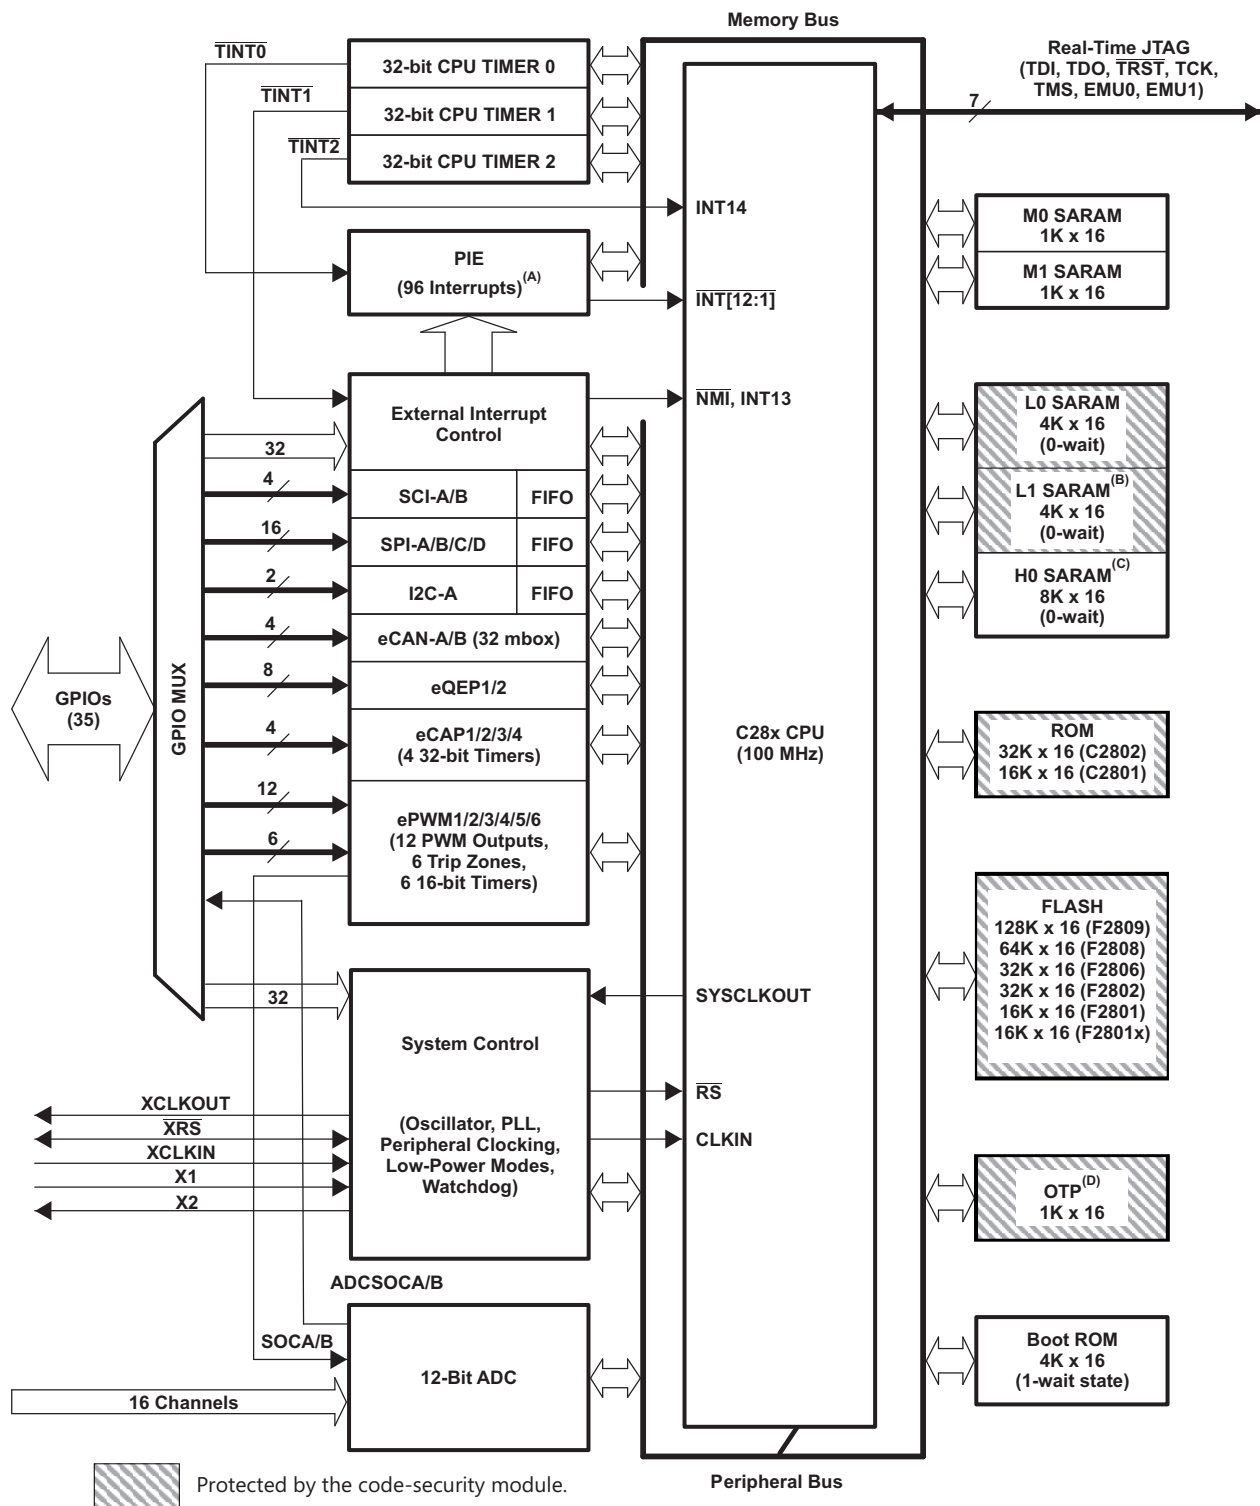 Memory Bus
Real-Time JTAG
(TDI, TDO, TRST, TCK,
TMS, EMU0, EMU1)
7
TINT0
32-bit CPU TIMER 0
TINT1
32-bit CPU TIMER 1
TINT2
32-bit CPU TIMER 2
INT14
M0 SARAM
1K x 16
M1 SARAM
1K x 16
PIE
(96 Interrupts)(A)
INT[12:1]
External Interrupt
Control
NMI, INT13
32
4
SCI-A/B
FIFO
16
SPI-A/B/C/D
FIFO
2
I2C-A
FIFO
4
eCAN-A/B (32 mbox)
8
eQEP1/2
4
eCAP1/2/3/4
(4 32-bit Timers)
12
6
ePWM1/2/3/4/5/6
(12 PWM Outputs,
6 Trip Zones,
6 16-bit Timers)
GPIOs
(35)
GPIO MUX
C28x CPU
(100 MHz)
L0 SARAM
4K x 16
(0-wait)
L1 SARAM(B)
4K x 16
(0-wait)
H0 SARAM(C)
8K x 16
(0-wait)
ROM
32K x 16 (C2802)
16K x 16 (C2801)
FLASH
128K x 16 (F2809)
64K x 16 (F2808)
32K x 16 (F2806)
32K x 16 (F2802)
16K x 16 (F2801)
16K x 16 (F2801x)
32
System Control
(Oscillator, PLL,
Peripheral Clocking,
Low-Power Modes,
Watchdog)
SYSCLKOUT
RS
CLKIN
XCLKOUT
XRS
XCLKIN
X1
X2
OTP(D)
1K x 16
ADCSOCA/B
SOCA/B
12-Bit ADC
16 Channels
Boot ROM
4K x 16
(1-wait state)
Peripheral Bus
Protected by the code-security module.